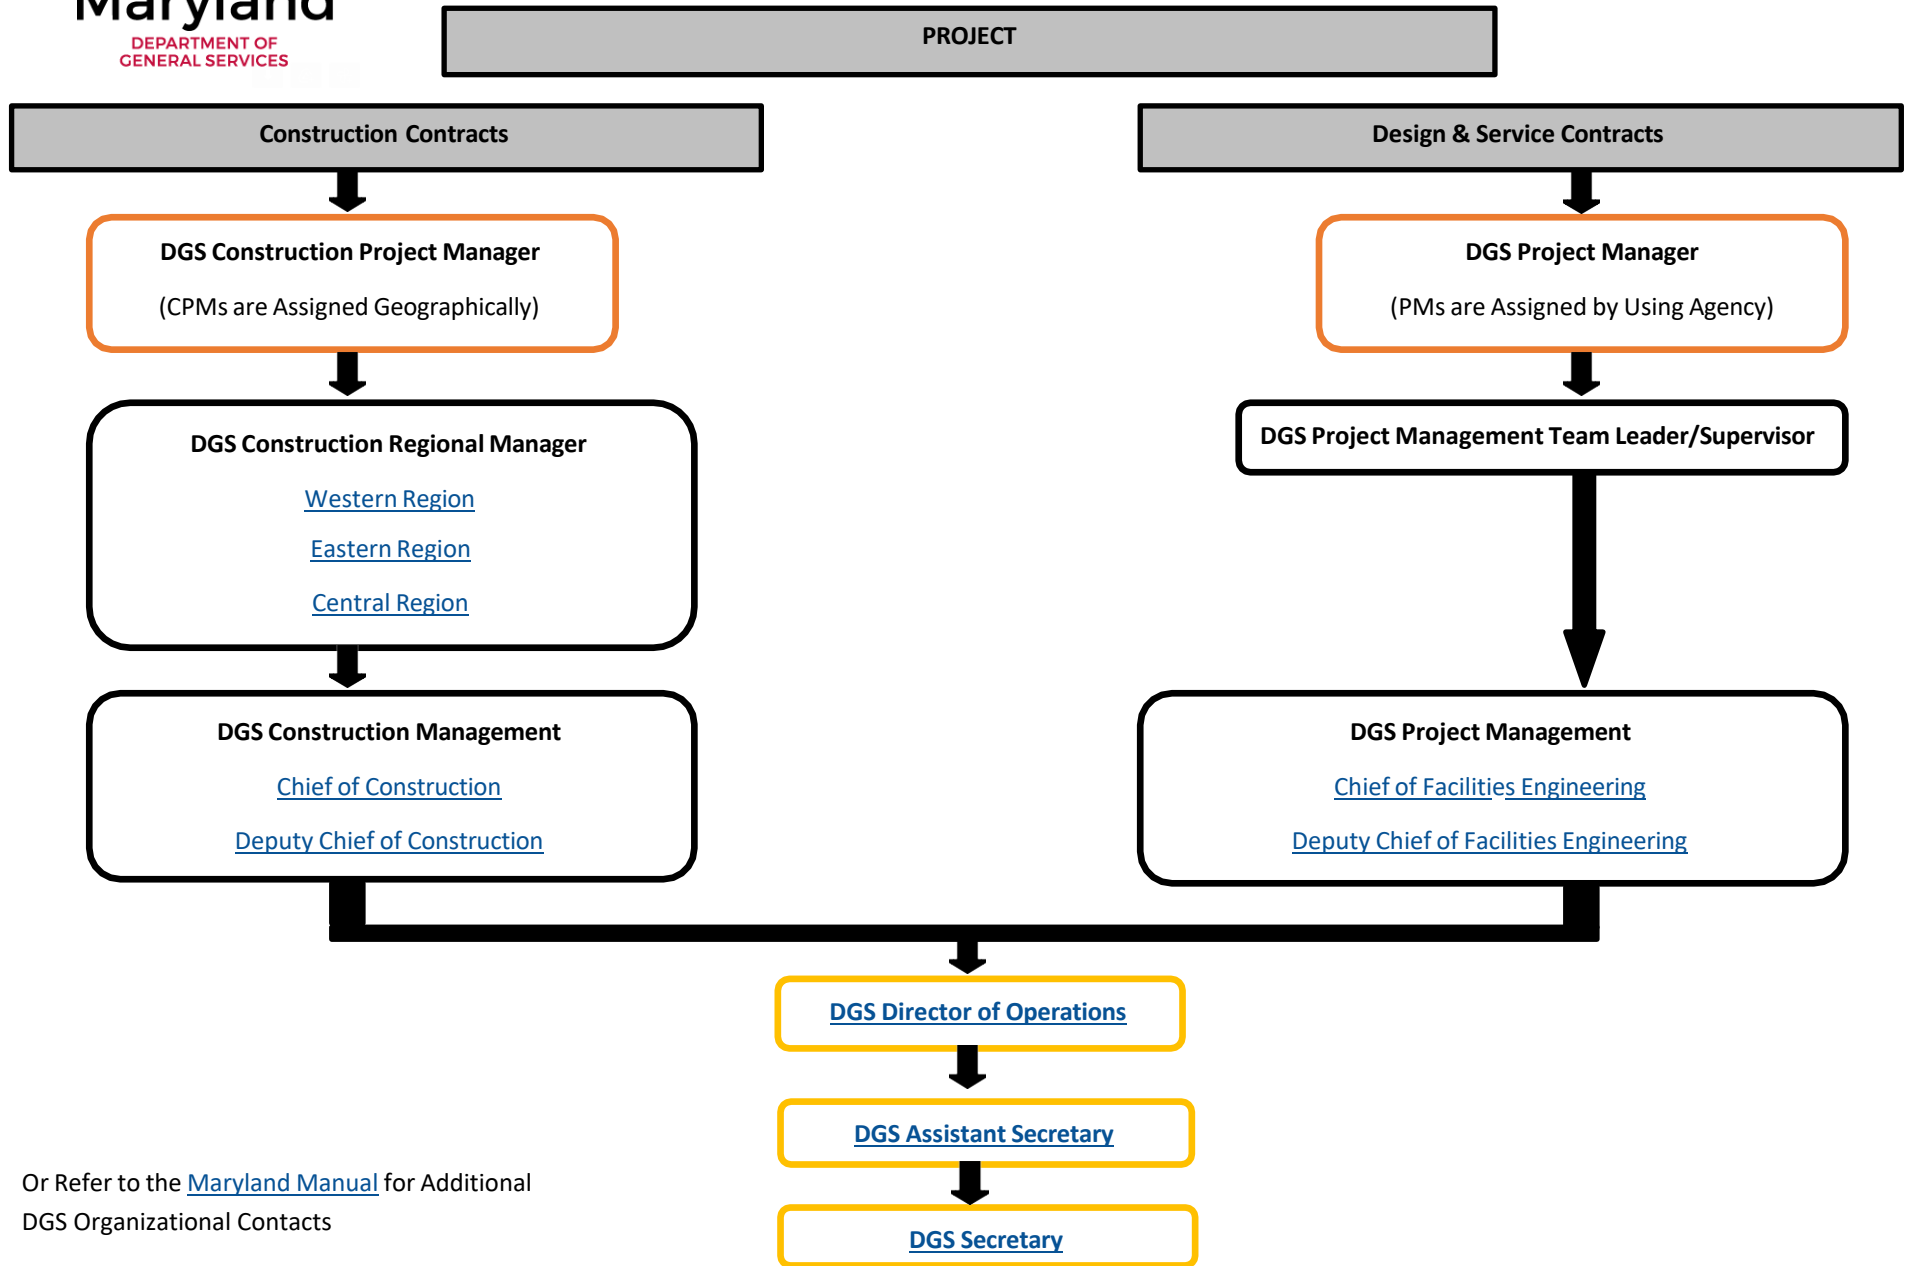 Maryland
DEPARTMENT OF
GENERAL SERVICES
PROJECT
Construction Contracts
Design & Service Contracts
DGS Construction Project Manager
(CPMs are Assigned Geographically)
DGS Project Manager
(PMs are Assigned by Using Agency)
DGS Construction Regional Manager
Western Region
Eastern Region
Central Region
DGS Project Management Team Leader/Supervisor
DGS Construction Management
Chief of Construction
Deputy Chief of Construction
DGS Project Management
Chief of Facilities Engineering
Deputy Chief of Facilities Engineering
DGS Director of Operations
DGS Assistant Secretary
DGS Secretary
Or Refer to the Maryland Manual for Additional
DGS Organizational Contacts